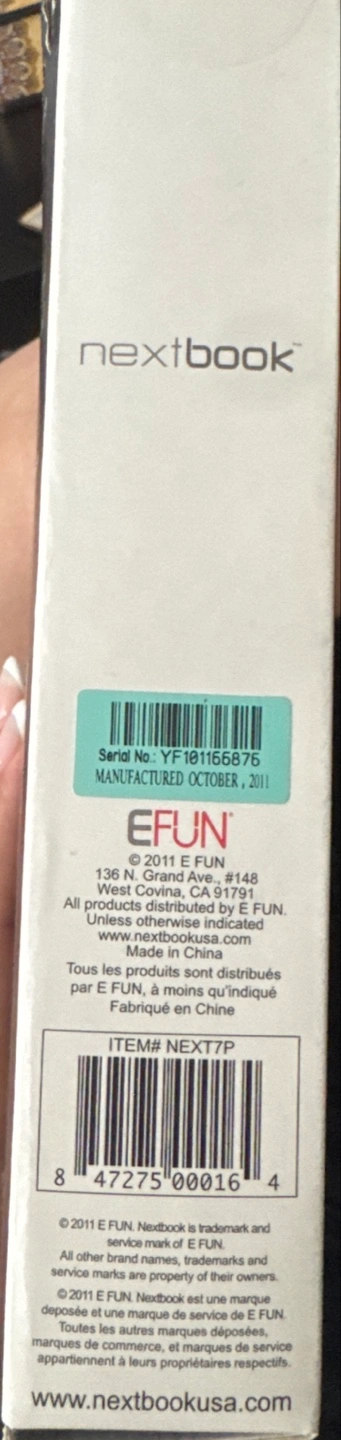 nextbook™
Serial No.: YF101165876
MANUFACTURED OCTOBER, 2011
EFUN®
© 2011 E FUN
136 N. Grand Ave., #148
West Covina, CA 91791
All products distributed by E FUN.
Unless otherwise indicated
www.nextbookusa.com
Made in China
Tous les produits sont distribués
par E FUN, à moins qu'indiqué
Fabriqué en Chine
ITEM# NEXT7P
8 47275 00016 4
© 2011 E FUN. Nextbook is trademark and
service mark of E FUN.
All other brand names, trademarks and
service marks are property of their owners.
© 2011 E FUN. Nextbook est une marque
deposée et une marque de service de E FUN.
Toutes les autres marques déposées,
marques de commerce, et marques de service
appartiennent à leurs propriétaires respectifs.
www.nextbookusa.com